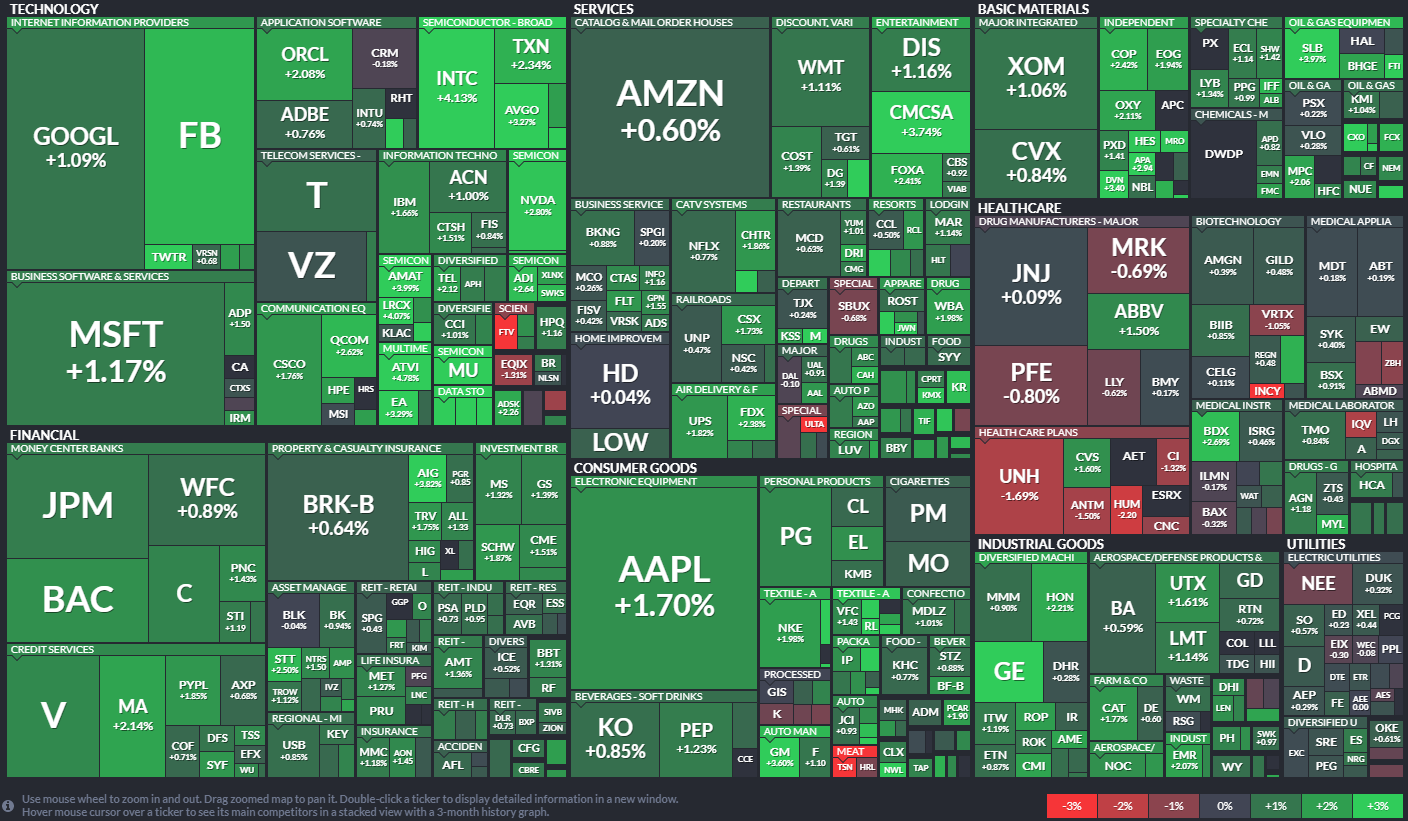 TECHNOLOGY
INTERNET INFORMATION PROVIDERS
GOOGL
+1.09%
FB
TWTR
VRSN
+0.68
APPLICATION SOFTWARE
ORCL
+2.08%
CRM
-0.18%
ADBE
+0.76%
INTU
+0.74%
RHT
SEMICONDUCTOR - BROAD
INTC
+4.13%
TXN
+2.34%
AVGO
+3.27%
TELECOM SERVICES -
T
VZ
INFORMATION TECHNO
IBM
+1.66%
ACN
+1.00%
CTSH
+1.51%
FIS
+0.84%
SEMICON
NVDA
+2.80%
BUSINESS SOFTWARE & SERVICES
MSFT
+1.17%
ADP
+1.50
CA
CTXS
IRM
COMMUNICATION EQ
CSCO
+1.76%
QCOM
+2.62%
HPE
HRS
MSI
SEMICON
AMAT
+3.99%
LRCX
+4.07%
KLAC
DIVERSIFIED
TEL
+2.12
APH
SEMICON
ADI
+2.64
XLNX
SWKS
DIVERSIFIE
CCI
+1.01%
SCIEN
FTV
HPQ
+1.16
MULTIME
ATVI
+4.78%
EA
+3.29%
SEMICON
MU
DATA STO
EQIX
-1.31%
BR
NLSN
ADSK
+2.26
FINANCIAL
MONEY CENTER BANKS
JPM
WFC
+0.89%
BAC
C
PNC
+1.43%
STI
+1.19
PROPERTY & CASUALTY INSURANCE
BRK-B
+0.64%
AIG
+3.82%
PGR
+0.85
TRV
+1.75%
ALL
+1.33
HIG
XL
L
INVESTMENT BR
MS
+1.32%
GS
+1.39%
SCHW
+1.87%
CME
+1.51%
CREDIT SERVICES
V
MA
+2.14%
PYPL
+1.85%
AXP
+0.68%
COF
+0.71%
DFS
SYF
TSS
EFX
WU
ASSET MANAGE
BLK
-0.04%
BK
+0.94%
STT
+2.50%
NTRS
+1.50
AMP
TROW
+1.12%
IVZ
REGIONAL - MI
USB
+0.85%
KEY
REIT - RETAI
SPG
+0.43
GGP
O
FRT
KIM
LIFE INSURA
MET
+1.27%
PFG
LNC
PRU
INSURANCE
MMC
+1.18%
AON
+1.45
REIT - INDU
PSA
+0.73
PLD
+0.95
REIT - RES
EQR
ESS
AVB
REIT -
AMT
+1.36%
DIVERS
ICE
+0.52%
BBT
+1.31%
RF
REIT - H
REIT -
DLR
+0.73
BXP
SIVB
ZION
ACCIDEN
AFL
CFG
CBRE
SERVICES
CATALOG & MAIL ORDER HOUSES
AMZN
+0.60%
DISCOUNT, VARI
WMT
+1.11%
COST
+1.39%
TGT
+0.61%
DG
+1.39
ENTERTAINMENT
DIS
+1.16%
CMCSA
+3.74%
FOXA
+2.41%
CBS
+0.92
VIAB
BUSINESS SERVICE
BKNG
+0.88%
SPGI
+0.20%
MCO
+0.26%
CTAS
INFO
+1.16
FLT
GPN
+1.55
FISV
+0.42%
VRSK
ADS
HOME IMPROVEM
HD
+0.04%
LOW
CATV SYSTEMS
NFLX
+0.77%
CHTR
+1.86%
RAILROADS
UNP
+0.47%
CSX
+1.73%
NSC
+0.42%
AIR DELIVERY & F
UPS
+1.82%
FDX
+2.38%
RESTAURANTS
MCD
+0.63%
YUM
+1.01
DRI
CMG
RESORTS
CCL
+0.50%
RCL
LODGIN
MAR
+1.14%
HLT
DEPART
TJX
+0.24%
KSS
M
SPECIAL
SBUX
-0.68%
APPARE
ROST
JWN
DRUG
WBA
+1.98%
MAJOR
DAL
-0.10
UAL
+0.91
AAL
DRUGS
ABC
CAH
INDUST
FOOD
SYY
SPECIAL
ULTA
AUTO P
AZO
AAP
CPRT
KMX
KR
REGION
LUV
TIF
BBY
CONSUMER GOODS
ELECTRONIC EQUIPMENT
AAPL
+1.70%
PERSONAL PRODUCTS
PG
CL
EL
KMB
CIGARETTES
PM
MO
BEVERAGES - SOFT DRINKS
KO
+0.85%
PEP
+1.23%
CCE
TEXTILE - A
NKE
+1.98%
TEXTILE - A
VFC
+1.43
RL
CONFECTIO
MDLZ
+1.01%
PACKA
IP
FOOD -
KHC
+0.77%
BEVER
STZ
+0.88%
BF-B
PROCESSED
GIS
K
AUTO
JCI
+0.93
MHK
ADM
PCAR
+1.90
AUTO MAN
GM
+3.60%
F
+1.10
MEAT
TSN
HRL
CLX
NWL
TAP
BASIC MATERIALS
MAJOR INTEGRATED
XOM
+1.06%
CVX
+0.84%
INDEPENDENT
COP
+2.42%
EOG
+1.94%
OXY
+2.11%
APC
PXD
+1.41
HES
MRO
APA
+2.94
DVN
+3.40
NBL
SPECIALTY CHE
PX
ECL
+1.14
SHW
+1.42
LYB
+1.34%
PPG
+0.99
IFF
ALB
CHEMICALS - M
DWDP
APD
+0.82
EMN
FMC
OIL & GAS EQUIPMEN
SLB
+3.97%
HAL
BHGE
FTI
OIL & GA
PSX
+0.22%
VLO
+0.28%
MPC
+2.06
HFC
OIL & GAS
KMI
+1.04%
CXO
FCX
CF
NEM
NUE
HEALTHCARE
DRUG MANUFACTURERS - MAJOR
JNJ
+0.09%
MRK
-0.69%
ABBV
+1.50%
PFE
-0.80%
LLY
-0.62%
BMY
+0.17%
BIOTECHNOLOGY
AMGN
+0.39%
GILD
+0.48%
BIIB
+0.85%
VRTX
-1.05%
REGN
+0.48
CELG
+0.11%
INCY
MEDICAL APPLIA
MDT
+0.18%
ABT
+0.19%
SYK
+0.40%
EW
ZBH
BSX
+0.91%
ABMD
HEALTH CARE PLANS
UNH
-1.69%
CVS
+1.60%
AET
CI
-1.32%
ANTM
-1.50%
HUM
-2.20
ESRX
CNC
MEDICAL INSTR
BDX
+2.69%
ISRG
+0.46%
ILMN
-0.17%
WAT
BAX
-0.32%
MEDICAL LABORATOR
TMO
+0.84%
IQV
LH
A
DGX
DRUGS - G
AGN
+1.18
ZTS
+0.43
MYL
HOSPITA
HCA
INDUSTRIAL GOODS
DIVERSIFIED MACHI
MMM
+0.90%
HON
+2.21%
GE
DHR
+0.28%
ITW
+1.19%
ROP
IR
ROK
AME
ETN
+0.87%
CMI
AEROSPACE/DEFENSE PRODUCTS &
BA
+0.59%
UTX
+1.61%
GD
RTN
+0.72%
LMT
+1.14%
COL
LLL
TDG
HII
FARM & CO
CAT
+1.77%
DE
+0.60
AEROSPACE/
NOC
WASTE
WM
RSG
DHI
LEN
INDUST
EMR
+2.07%
PH
SWK
+0.97
WY
UTILITIES
ELECTRIC UTILITIES
NEE
DUK
+0.32%
SO
+0.57%
ED
+0.23
XEL
+0.44
PCG
D
EIX
-0.30
WEC
-0.08
PPL
DTE
ETR
AEP
+0.29%
FE
AEE
0.00
AES
DIVERSIFIED U
EXC
SRE
ES
PEG
NRG
OKE
+0.61%
Use mouse wheel to zoom in and out. Drag zoomed map to pan it. Double-click a ticker to display detailed information in a new window.
Hover mouse cursor over a ticker to see its main competitors in a stacked view with a 3-month history graph.
-3%
-2%
-1%
0%
+1%
+2%
+3%